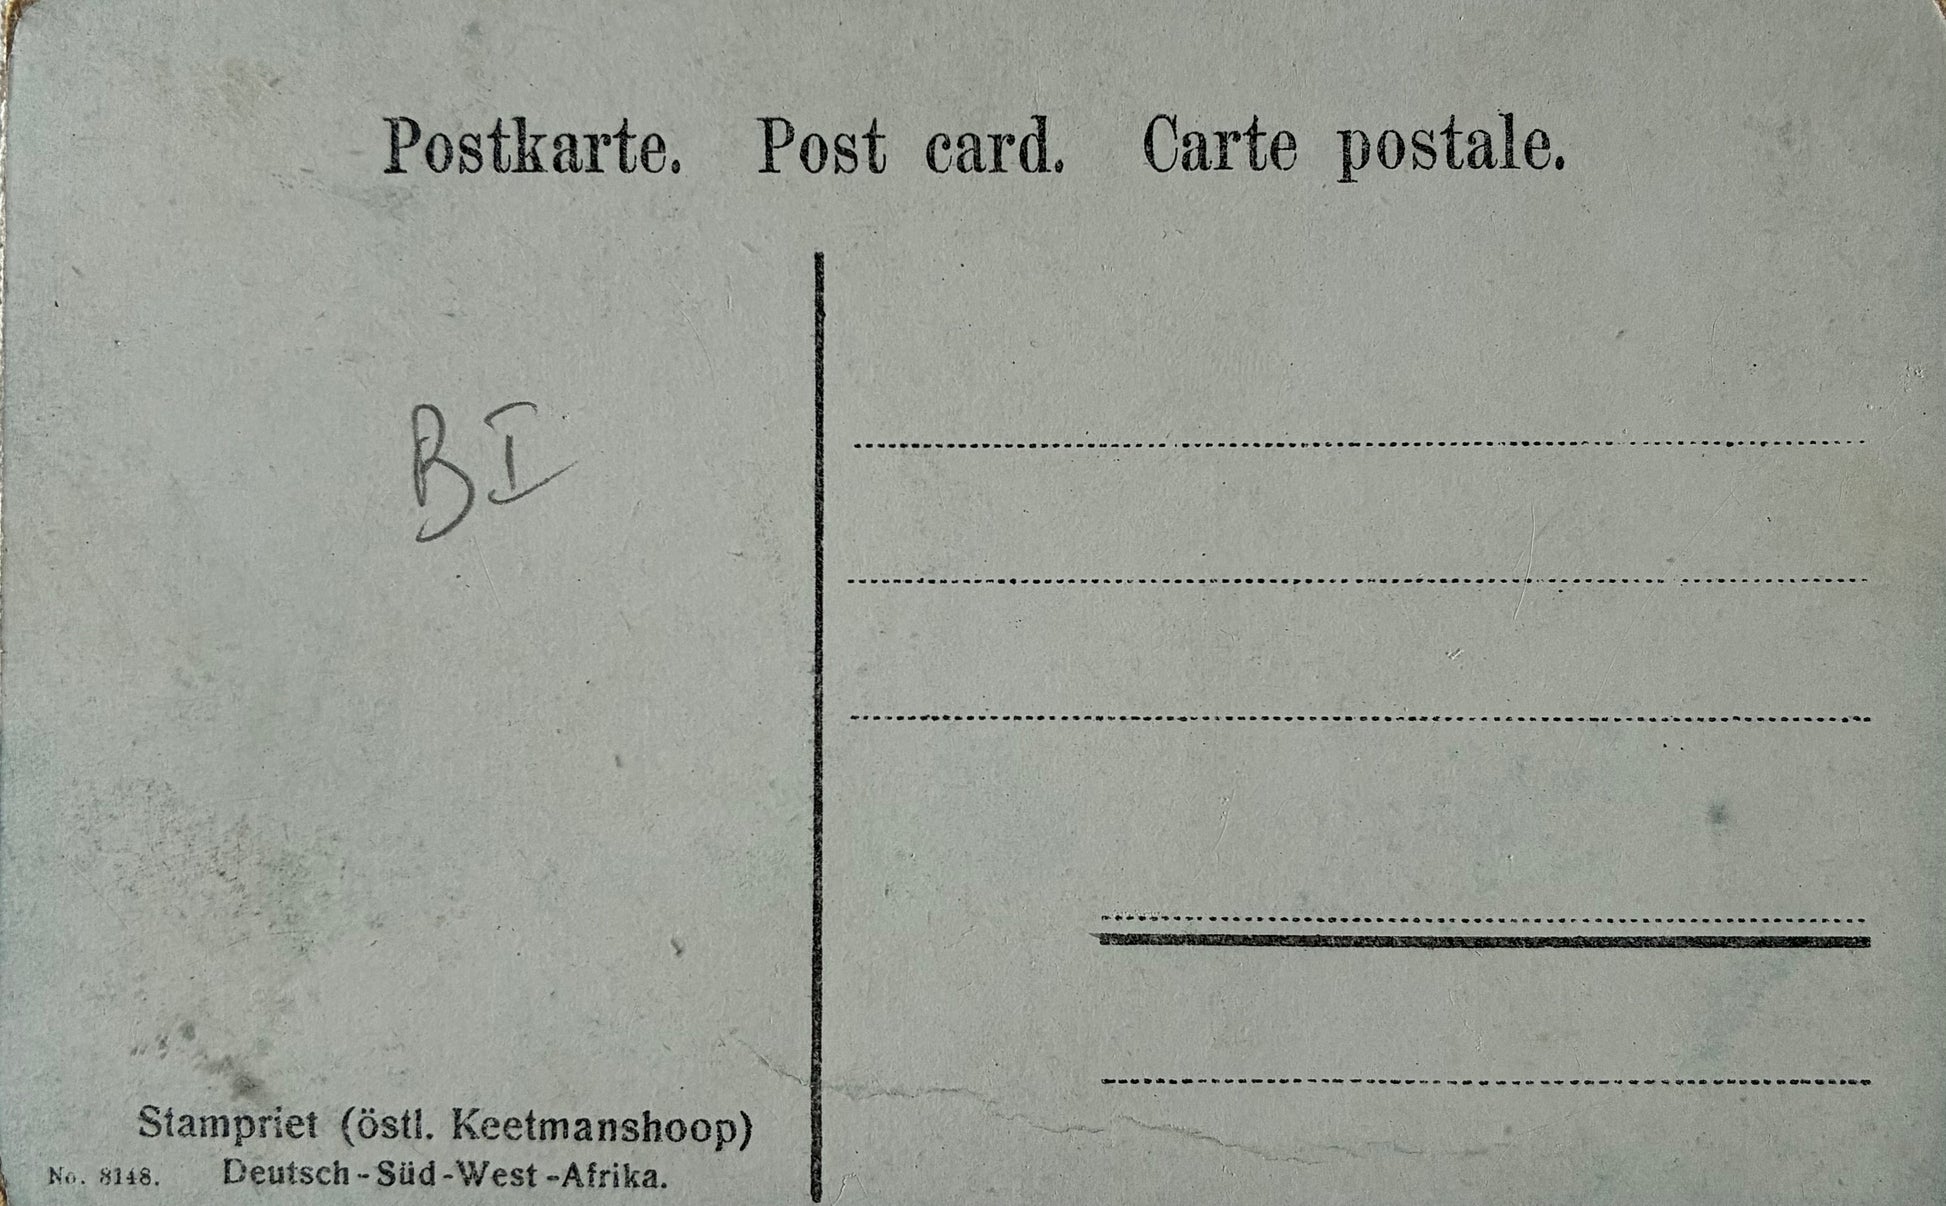 Postkarte. Post card. Carte postale.
BI
Stampriet (östl. Keetmanshoop)
No. 8148. Deutsch-Süd-West-Afrika.